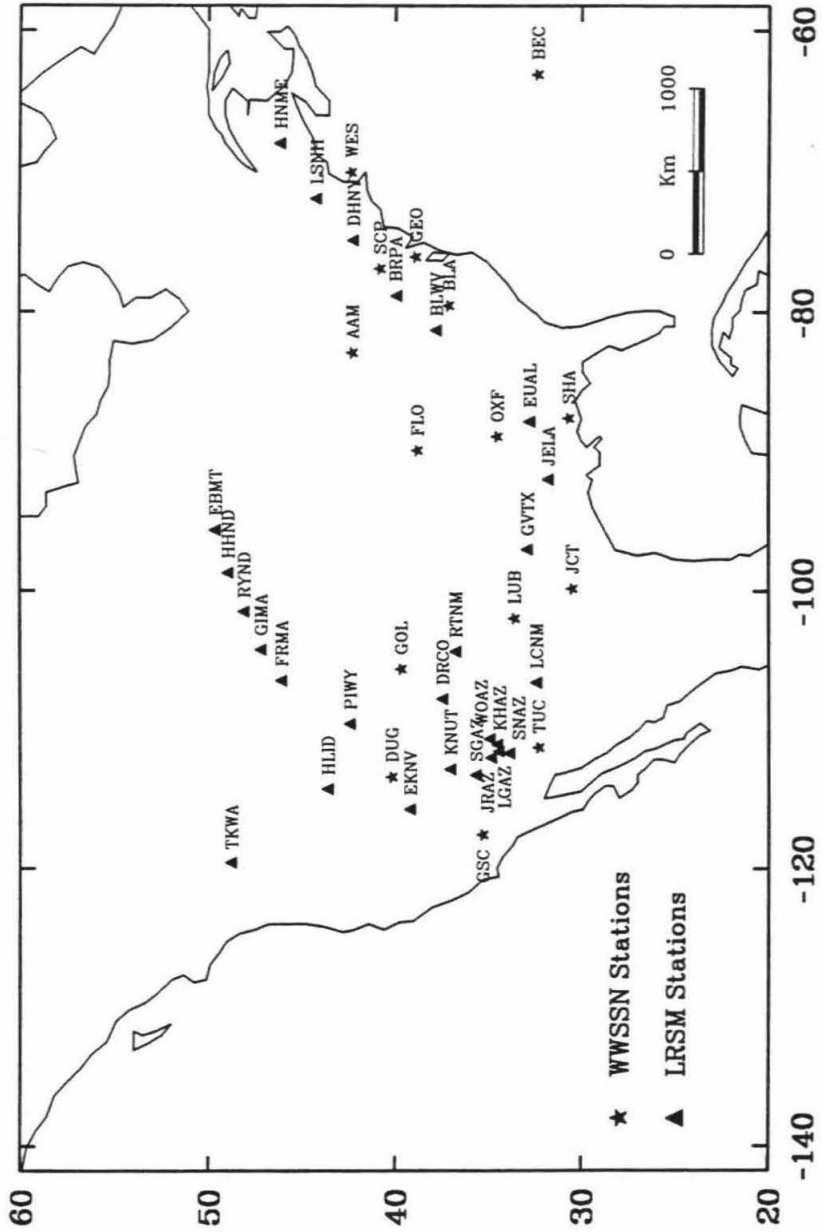 60
50
40
30
20
-140
-120
-100
-80
-60
TKWA
HLID
PIWY
FRMA
GIMA
RYND
HHND
EBMT
DUG
EKNV
GOL
KNUT
DRCO
RTNM
GSC
JRAZ
SGAZ
WOAZ
KHAZ
LGAZ
SNAZ
TUC
LCNM
LUB
JCT
GVTX
JELA
EUAL
SHA
OXF
FLO
AAM
BLWV
BLA
BRPA
SCP
GEO
DHNY
LSNH
WES
HNME
BEC
0 Km 1000
WWSSN Stations
LRSM Stations